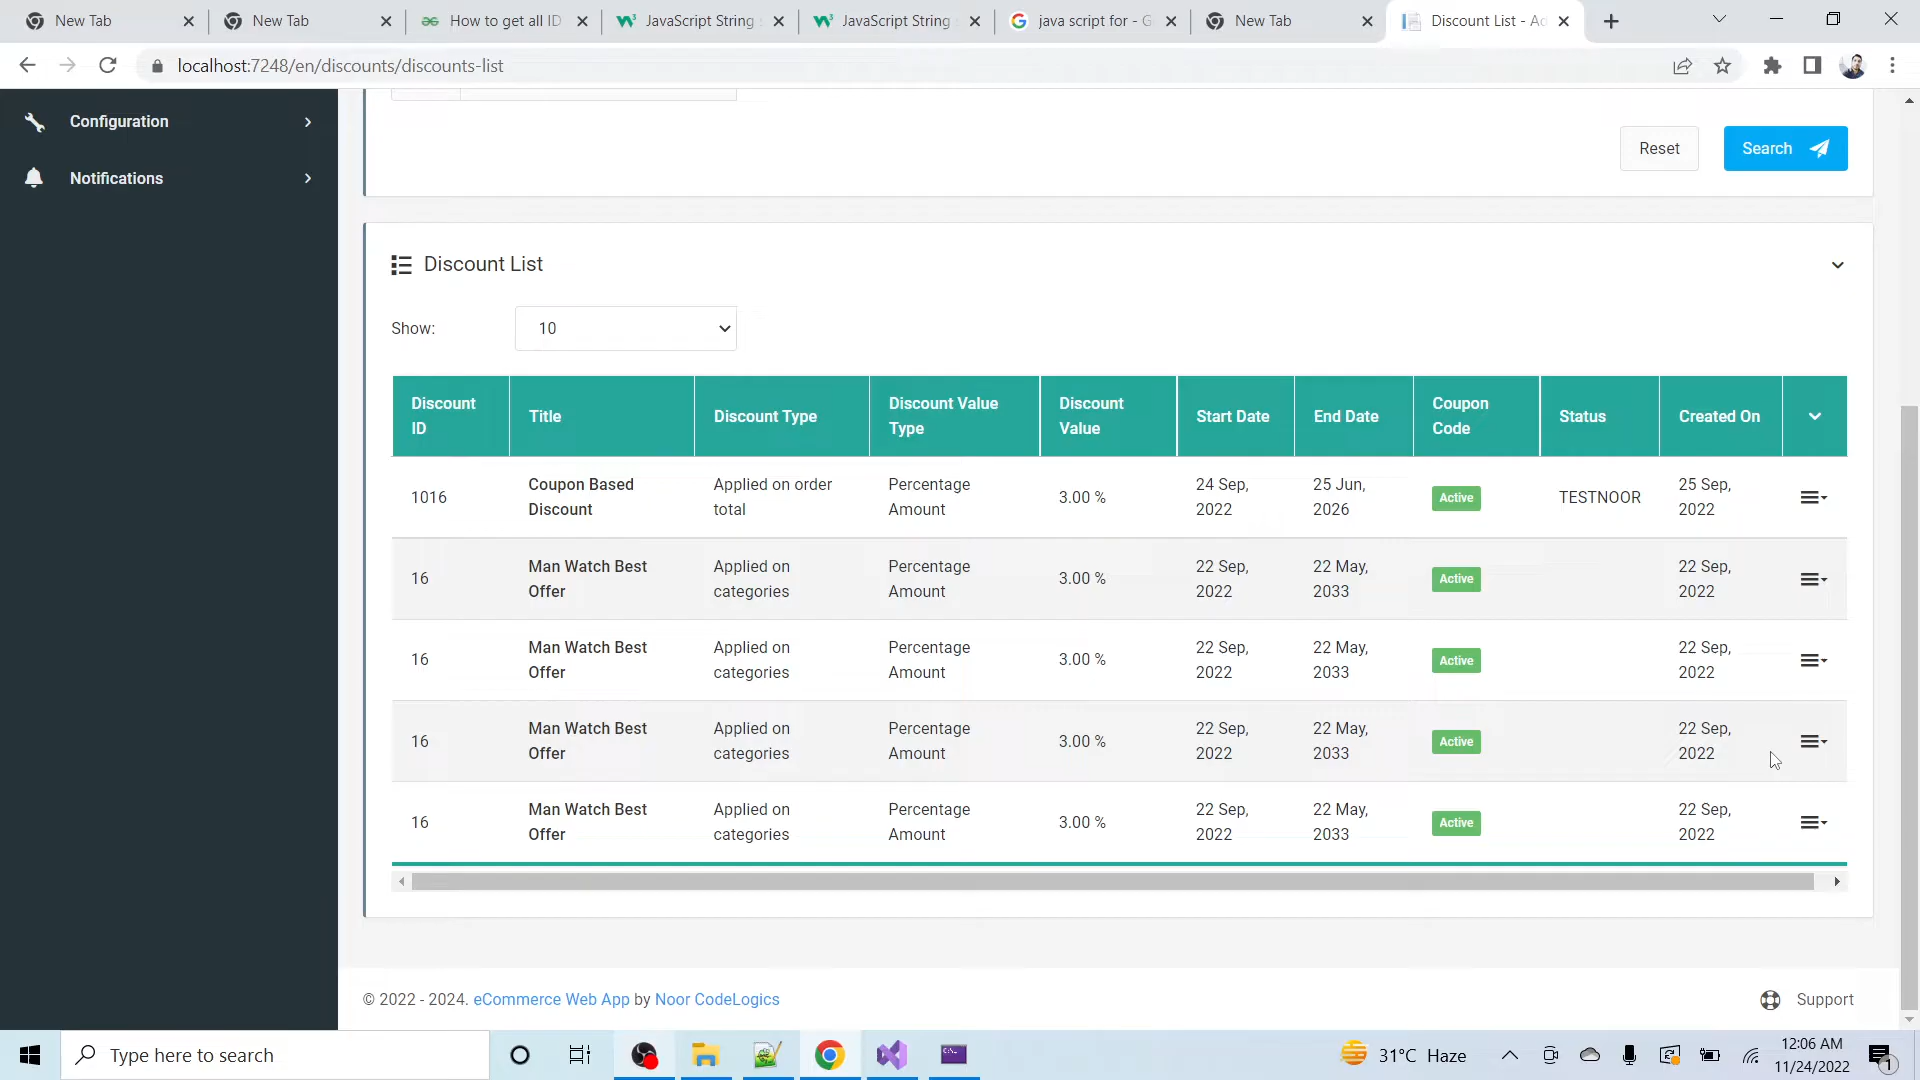 New Tab
New Tab
How to get all ID
JavaScript String
JavaScript String
java script for - G
New Tab
Discount List - Ad
localhost:7248/en/discounts/discounts-list
Configuration
Notifications
Reset
Search
Discount List
Show:
10
Discount ID
Title
Discount Type
Discount Value Type
Discount Value
Start Date
End Date
Coupon Code
Status
Created On
1016
Coupon Based Discount
Applied on order total
Percentage Amount
3.00 %
24 Sep, 2022
25 Jun, 2026
Active
TESTNOOR
25 Sep, 2022
16
Man Watch Best Offer
Applied on categories
Percentage Amount
3.00 %
22 Sep, 2022
22 May, 2033
Active
22 Sep, 2022
16
Man Watch Best Offer
Applied on categories
Percentage Amount
3.00 %
22 Sep, 2022
22 May, 2033
Active
22 Sep, 2022
16
Man Watch Best Offer
Applied on categories
Percentage Amount
3.00 %
22 Sep, 2022
22 May, 2033
Active
22 Sep, 2022
16
Man Watch Best Offer
Applied on categories
Percentage Amount
3.00 %
22 Sep, 2022
22 May, 2033
Active
22 Sep, 2022
© 2022 - 2024. eCommerce Web App by Noor CodeLogics
Support
Type here to search
31°C Haze
12:06 AM
11/24/2022
1